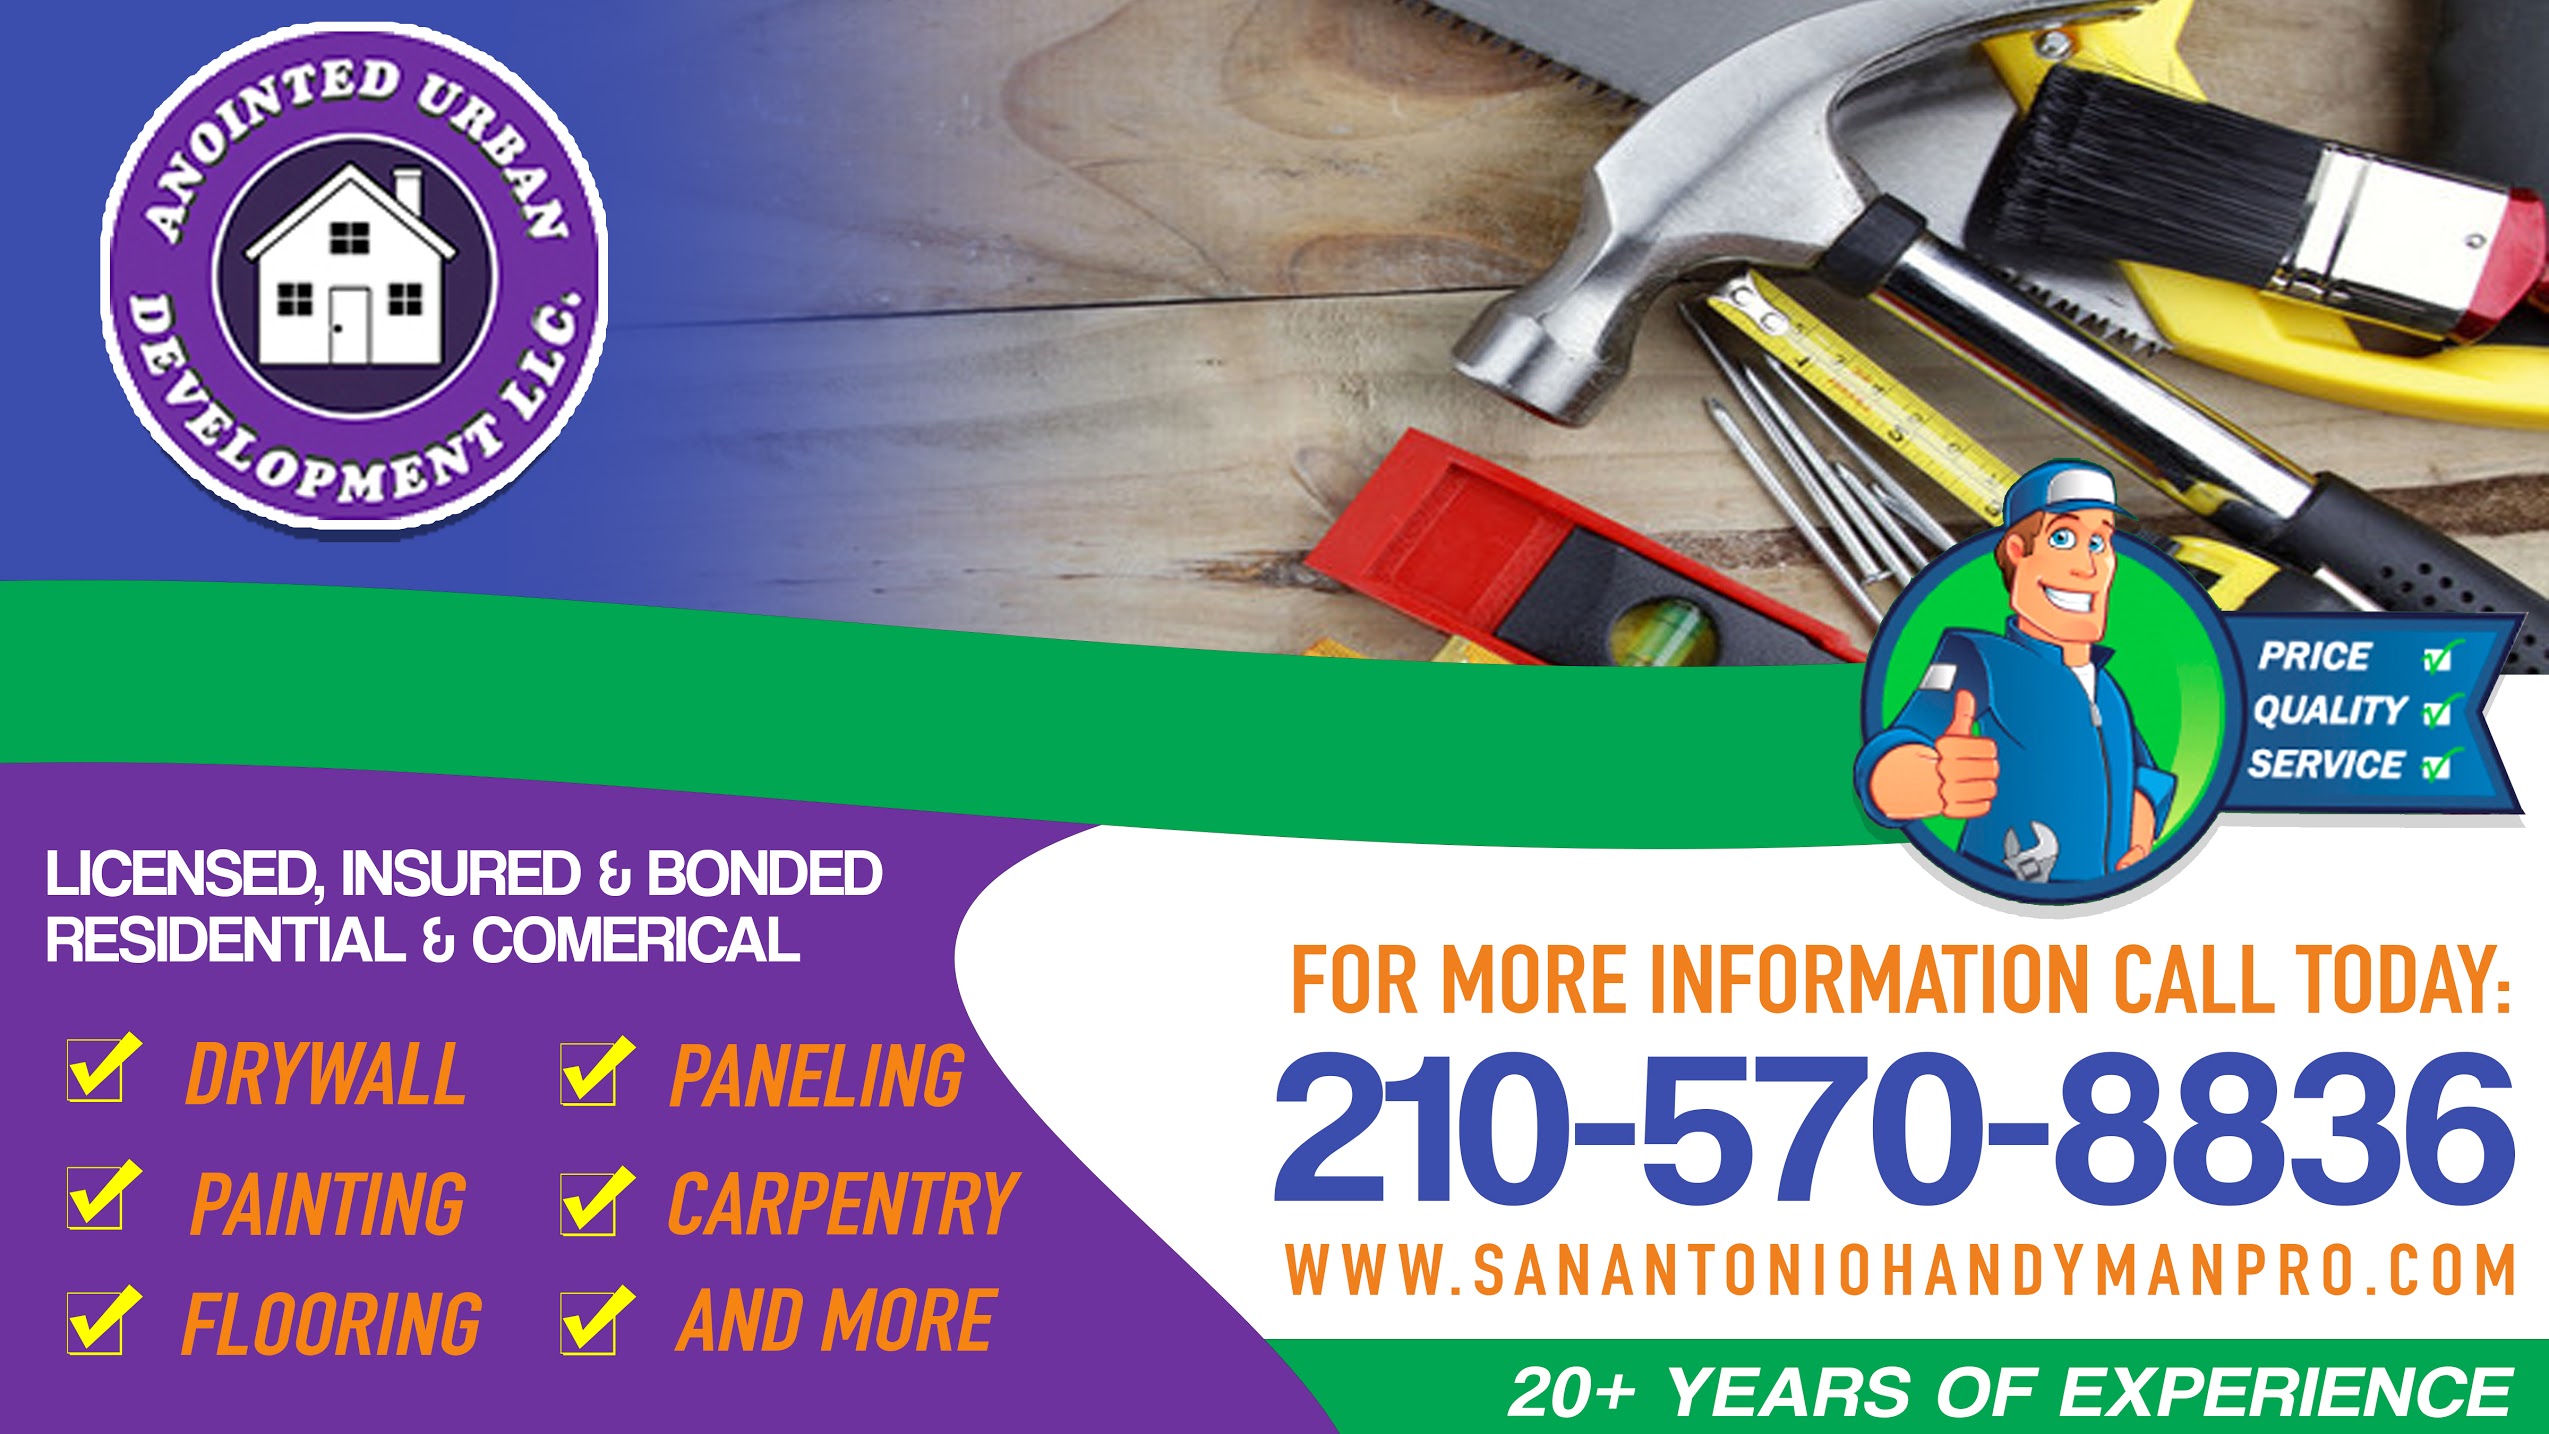 ANOINTED URBAN
DEVELOPMENT LLC.
PRICE
QUALITY
SERVICE
LICENSED, INSURED & BONDED
RESIDENTIAL & COMERICAL
DRYWALL
PANELING
PAINTING
CARPENTRY
FLOORING
AND MORE
FOR MORE INFORMATION CALL TODAY:
210-570-8836
WWW.SANANTONIOHANDYMANPRO.COM
20+ YEARS OF EXPERIENCE